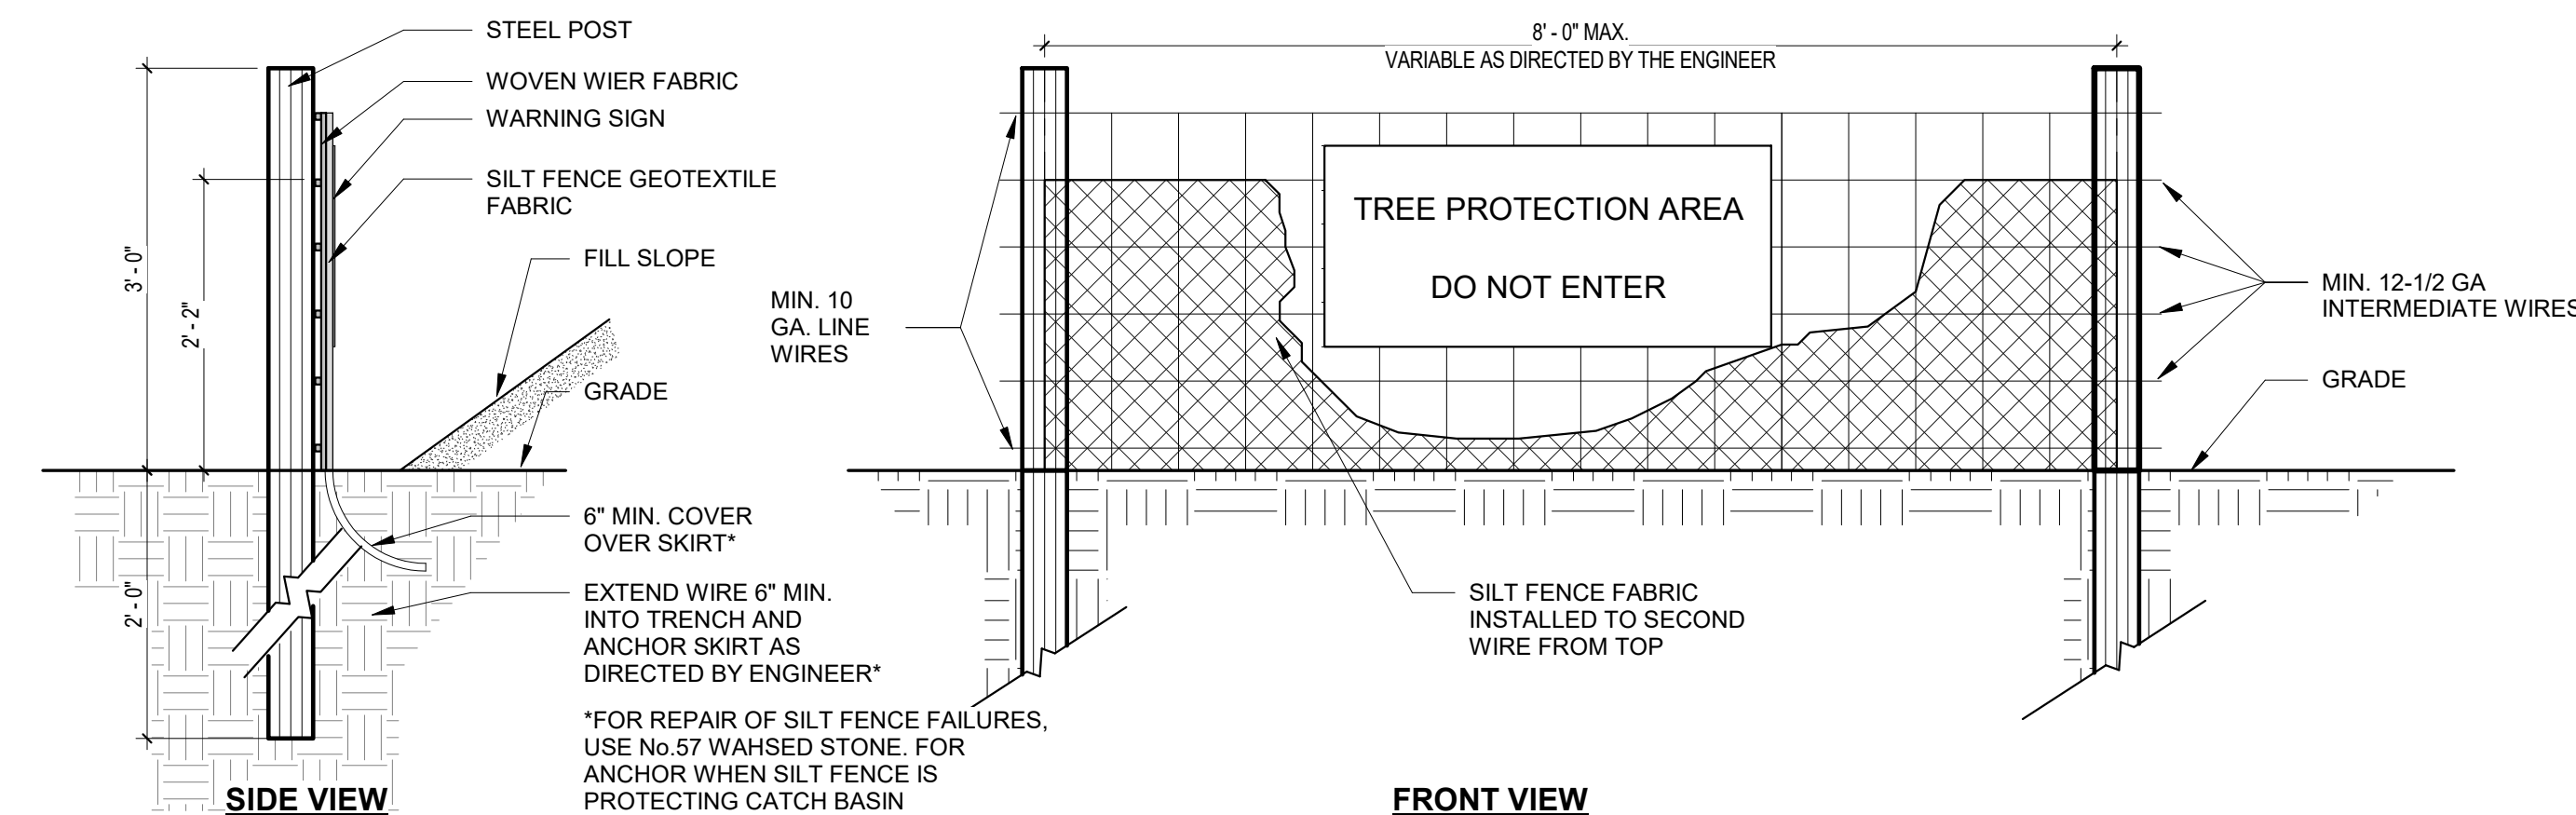 STEEL POST
WOVEN WIER FABRIC
WARNING SIGN
SILT FENCE GEOTEXTILE
FABRIC
FILL SLOPE
GRADE
6" MIN. COVER
OVER SKIRT*
EXTEND WIRE 6" MIN.
INTO TRENCH AND
ANCHOR SKIRT AS
DIRECTED BY ENGINEER*
*FOR REPAIR OF SILT FENCE FAILURES,
USE No.57 WAHSED STONE. FOR
ANCHOR WHEN SILT FENCE IS
PROTECTING CATCH BASIN
3' - 0"
2' - 2"
2' - 0"
SIDE VIEW
8' - 0" MAX.
VARIABLE AS DIRECTED BY THE ENGINEER
TREE PROTECTION AREA
DO NOT ENTER
MIN. 10
GA. LINE
WIRES
MIN. 12-1/2 GA
INTERMEDIATE WIRES
GRADE
SILT FENCE FABRIC
INSTALLED TO SECOND
WIRE FROM TOP
FRONT VIEW